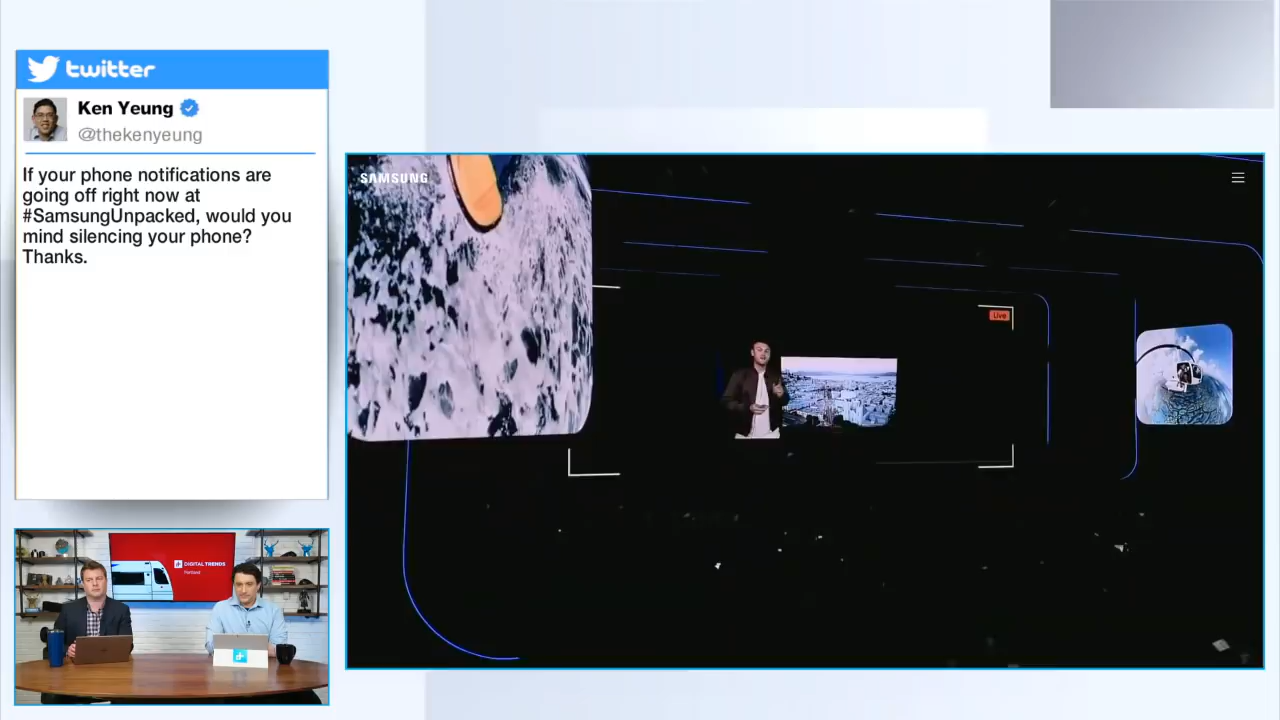 twitter
Ken Yeung
@thekenyeung
If your phone notifications are
going off right now at
#SamsungUnpacked, would you
mind silencing your phone?
Thanks.
SAMSUNG
Live
DIGITAL TRENDS
Portland